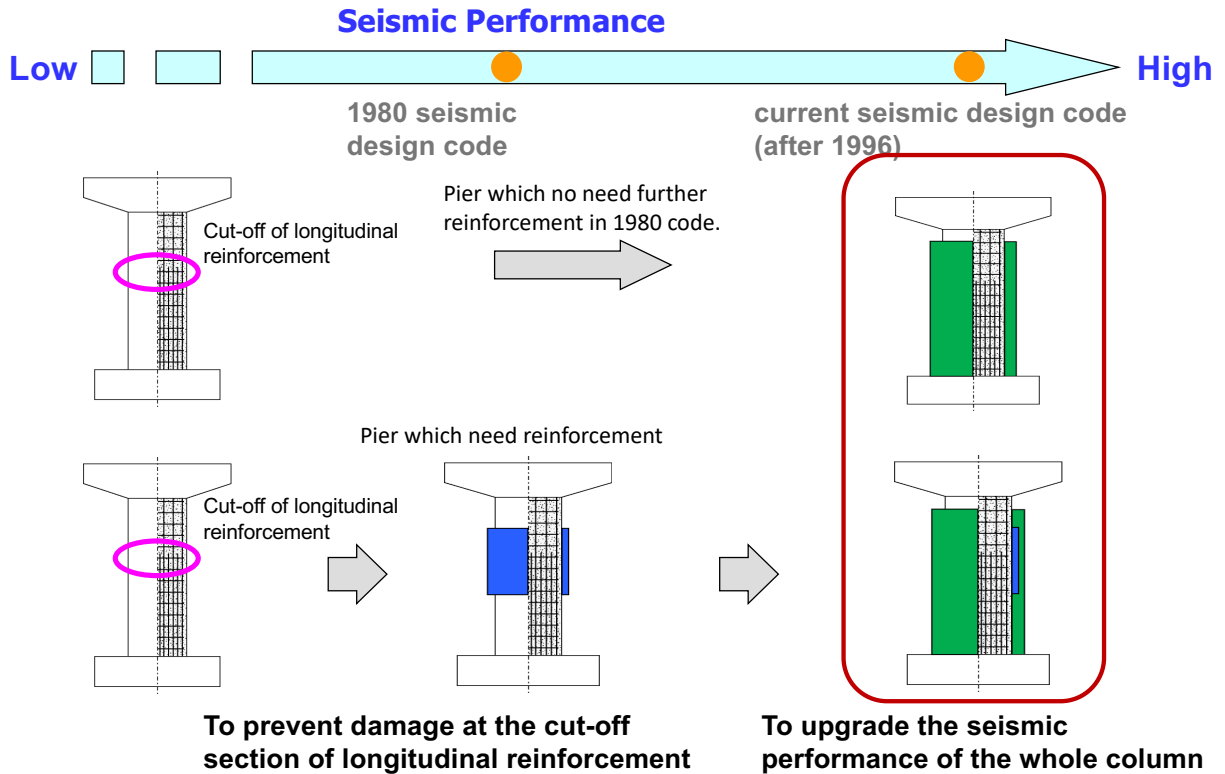 Seismic Performance
Low
High
1980 seismic
design code
current seismic design code
(after 1996)
Cut-off of longitudinal
reinforcement
Pier which no need further
reinforcement in 1980 code.
Pier which need reinforcement
Cut-off of longitudinal
reinforcement
To prevent damage at the cut-off
section of longitudinal reinforcement
To upgrade the seismic
performance of the whole column